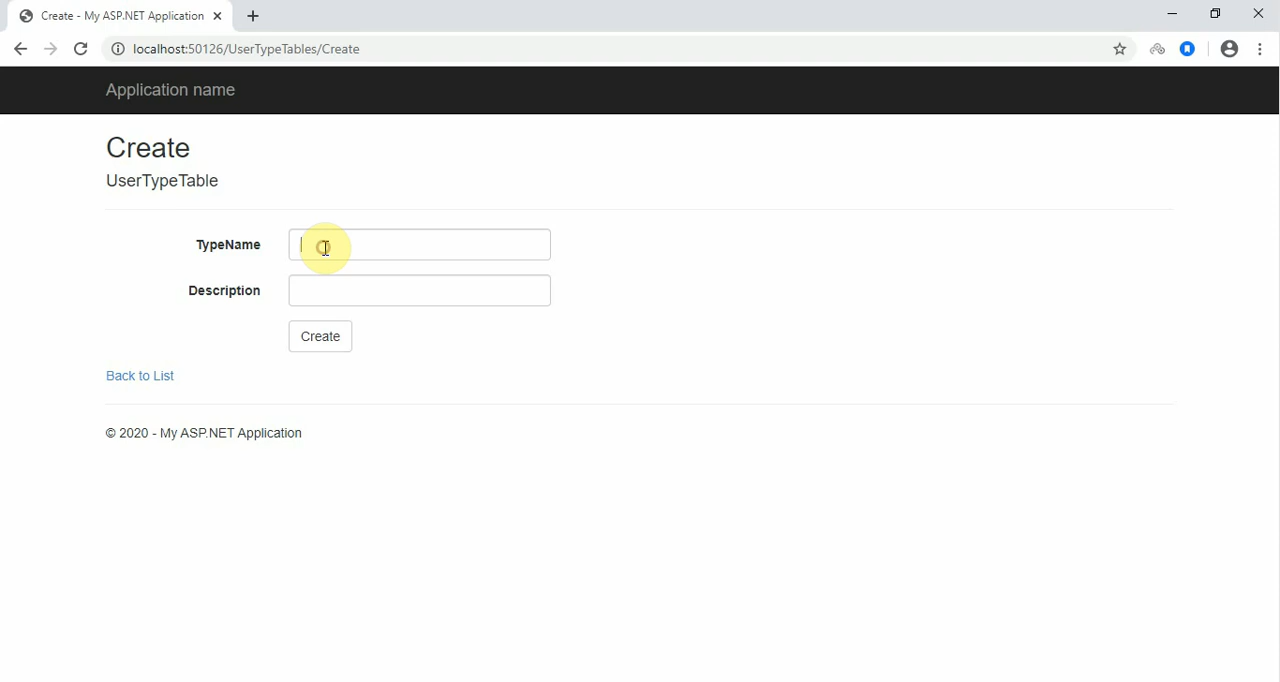 Create - My ASP.NET Application
localhost:50126/UserTypeTables/Create
Application name
Create
UserTypeTable
TypeName
Description
Create
Back to List
© 2020 - My ASP.NET Application